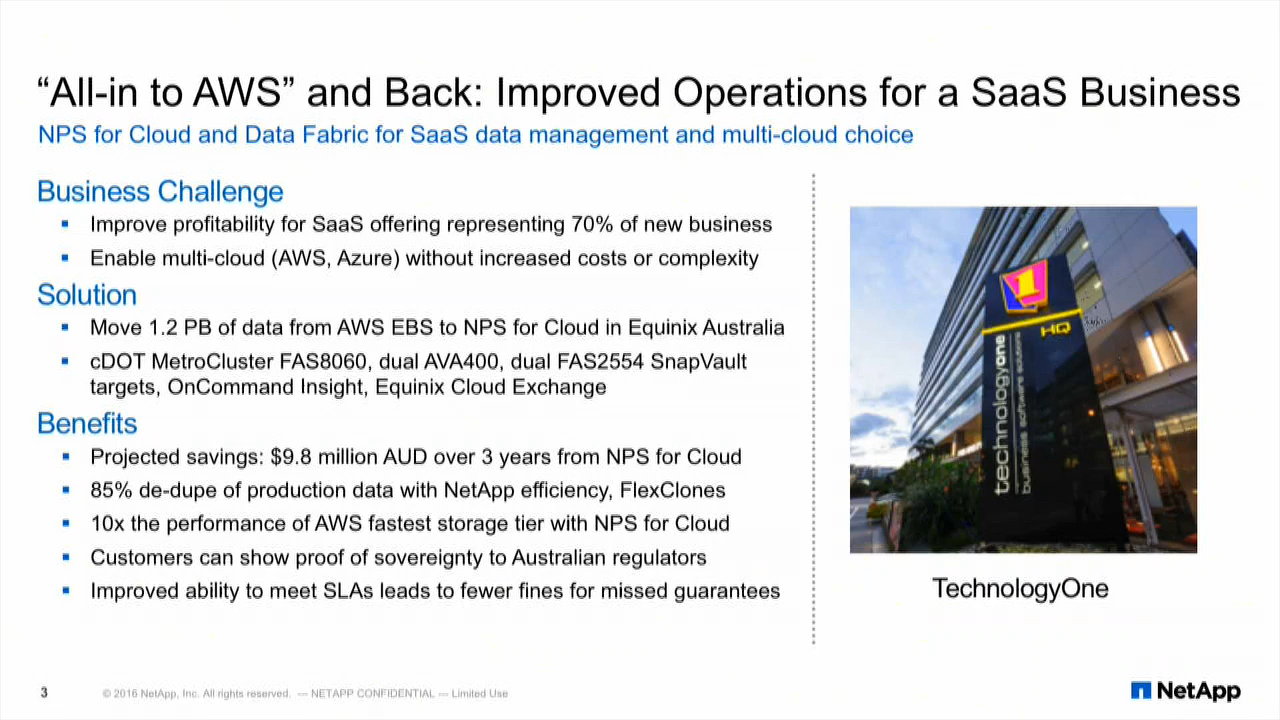 “All-in to AWS” and Back: Improved Operations for a SaaS Business
NPS for Cloud and Data Fabric for SaaS data management and multi-cloud choice
Business Challenge
▪ Improve profitability for SaaS offering representing 70% of new business
▪ Enable multi-cloud (AWS, Azure) without increased costs or complexity
Solution
▪ Move 1.2 PB of data from AWS EBS to NPS for Cloud in Equinix Australia
▪ cDOT MetroCluster FAS8060, dual AVA400, dual FAS2554 SnapVault
targets, OnCommand Insight, Equinix Cloud Exchange
Benefits
▪ Projected savings: $9.8 million AUD over 3 years from NPS for Cloud
▪ 85% de-dupe of production data with NetApp efficiency, FlexClones
▪ 10x the performance of AWS fastest storage tier with NPS for Cloud
▪ Customers can show proof of sovereignty to Australian regulators
▪ Improved ability to meet SLAs leads to fewer fines for missed guarantees
1
HQ
technologyone
business software solutions
TechnologyOne
3
© 2016 NetApp, Inc. All rights reserved. --- NETAPP CONFIDENTIAL --- Limited Use
NetApp